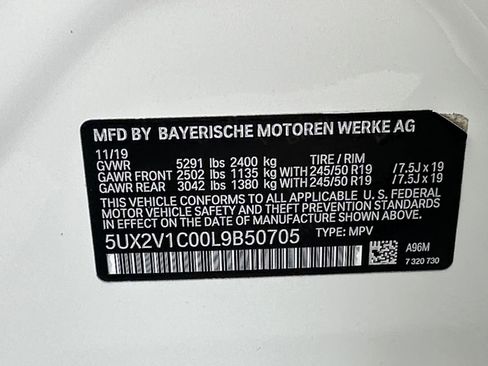 MFD BY BAYERISCHE MOTOREN WERKE AG
11/19
GVWR 5291 lbs 2400 kg TIRE / RIM
GAWR FRONT 2502 lbs 1135 kg WITH 245/50 R19 / 7.5J x 19
GAWR REAR 3042 lbs 1380 kg WITH 245/50 R19 / 7.5J x 19
THIS VEHICLE CONFORMS TO ALL APPLICABLE U. S. FEDERAL
MOTOR VEHICLE SAFETY, BUMPER, AND THEFT PREVENTION
STANDARDS IN EFFECT ON THE DATE OF MANUFACTURE SHOWN ABOVE.
5UX2V1C00L9B50705 TYPE: MPV
A96M
7 320 730